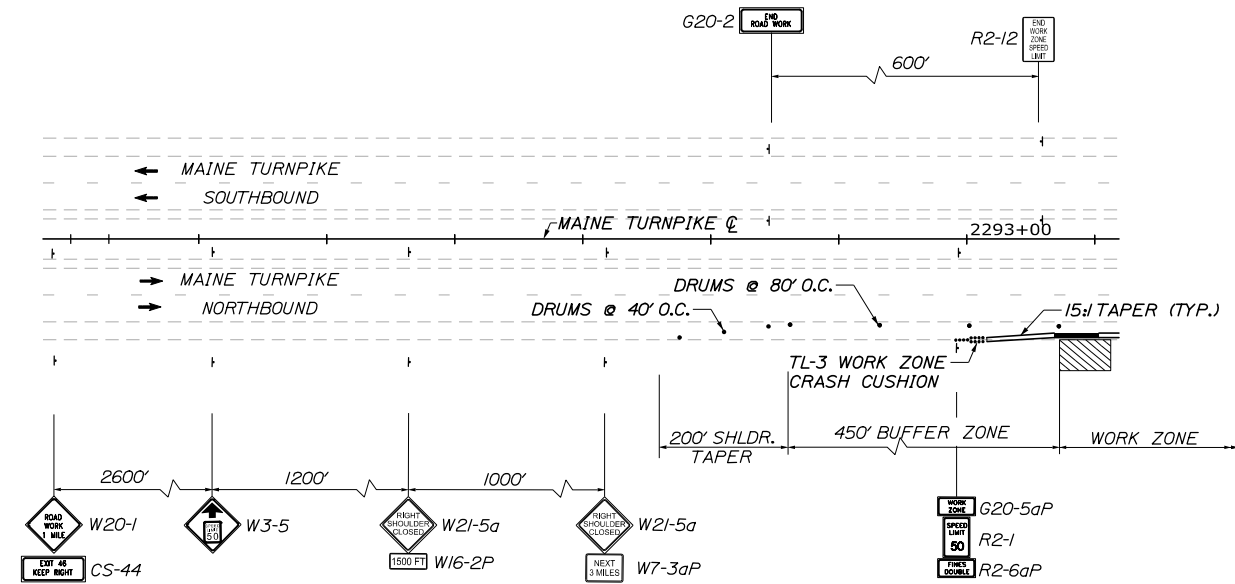 G20-2
END
ROAD WORK
R2-12
END
WORK
ZONE
SPEED
LIMIT
600'
MAINE TURNPIKE
SOUTHBOUND
MAINE TURNPIKE ℄
2293+00
MAINE TURNPIKE
NORTHBOUND
DRUMS @ 80' O.C.
DRUMS @ 40' O.C.
15:1 TAPER (TYP.)
TL-3 WORK ZONE
CRASH CUSHION
200' SHLDR.
TAPER
450' BUFFER ZONE
WORK ZONE
2600'
1200'
1000'
ROAD
WORK
1 MILE
W20-1
EXIT 46
KEEP RIGHT
CS-44
50
W3-5
RIGHT
SHOULDER
CLOSED
W21-5a
1500 FT
W16-2P
RIGHT
SHOULDER
CLOSED
W21-5a
NEXT
3 MILES
W7-3aP
WORK
ZONE
G20-5aP
SPEED
LIMIT
50
R2-1
FINES
DOUBLE
R2-6aP